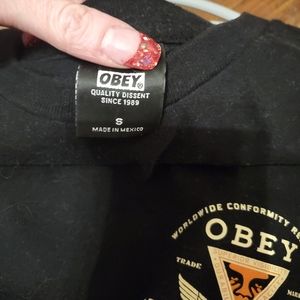 OBEY
QUALITY DISSENT
SINCE 1989
S
MADE IN MEXICO
WORLDWIDE CONFORMITY
OBEY
TRADE